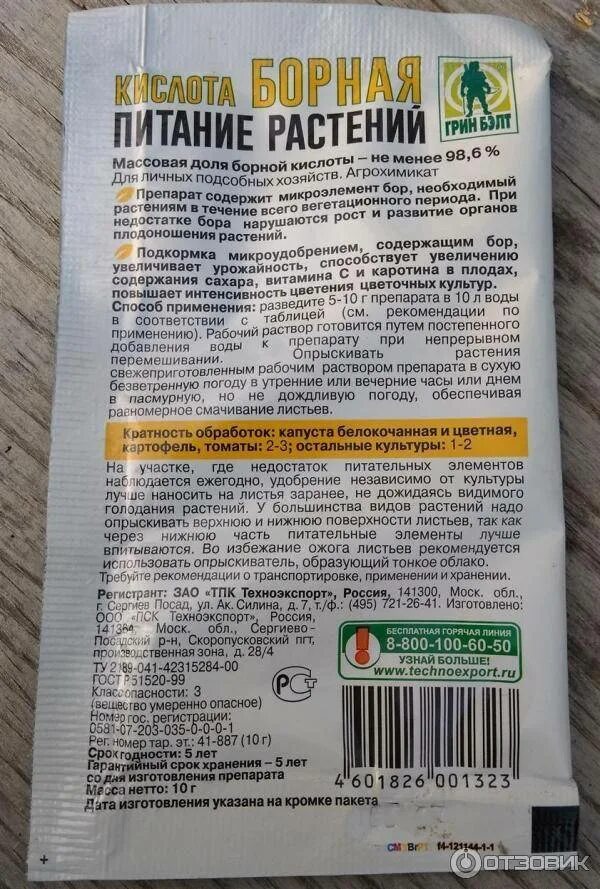 КИСЛОТА БОРНАЯ
ПИТАНИЕ РАСТЕНИЙ
ГРИН БЭЛТ
Массовая доля борной кислоты – не менее 98,6 %
Для личных подсобных хозяйств. Агрохимикат
Препарат содержит микроэлемент бор, необходимый
растениям в течение всего вегетационного периода. При
недостатке бора нарушаются рост и развитие органов
плодоношения растений.
Подкормка микроудобрением, содержащим бор,
увеличивает урожайность, способствует увеличению
содержания сахара, витамина С и каротина в плодах,
повышает интенсивность цветения цветочных культур.
Способ применения: разведите 5-10 г препарата в 10 л воды
в соответствии с таблицей (см. рекомендации по
применению). Рабочий раствор готовится путем постепенного
добавления воды к препарату при непрерывном
перемешивании. Опрыскивать растения
свежеприготовленным рабочим раствором препарата в сухую
безветренную погоду в утренние или вечерние часы или днем
в пасмурную, но не дождливую погоду, обеспечивая
равномерное смачивание листьев.
Кратность обработок: капуста белокочанная и цветная,
картофель, томаты: 2-3; остальные культуры: 1-2
На участке, где недостаток питательных элементов
наблюдается ежегодно, удобрение независимо от культуры
лучше наносить на листья заранее, не дожидаясь видимого
голодания растений. У большинства видов растений надо
опрыскивать верхнюю и нижнюю поверхности листьев, так как
через нижнюю часть питательные элементы лучше
впитываются. Во избежание ожога листьев рекомендуется
использовать опрыскиватель, образующий тонкое облако.
Требуйте рекомендации о транспортировке, применении и хранении.
Регистрант: ЗАО «ТПК Техноэкспорт», Россия, 141300, Моск. обл.,
г. Сергиев Посад, ул. Ак. Силина, д. 7, т./ф.: (495) 721-26-41. Изготовлено:
ООО «ПСК Техноэкспорт», Россия,
141364, Моск. обл., Сергиево-
Посадский р-н, Скоропусковский пгт,
производственная зона, д. 28/4
ТУ 2189-041-42315284-00
ГОСТ Р 51520-99
Класс опасности: 3
(вещество умеренно опасное)
Номер гос. регистрации:
0581-07-203-035-0-0-0-1
Рег. номер тар. эт.: 41-887 (10 г)
Срок годности: 5 лет
Гарантийный срок хранения – 5 лет
со дня изготовления препарата
Масса нетто: 10 г
Дата изготовления указана на кромке пакета
БЕСПЛАТНАЯ ГОРЯЧАЯ ЛИНИЯ
8-800-100-60-50
УЗНАЙ БОЛЬШЕ!
www.technoexport.ru
РСТ
4 601826 001323
14-121144-1-1
ОТЗОВИК